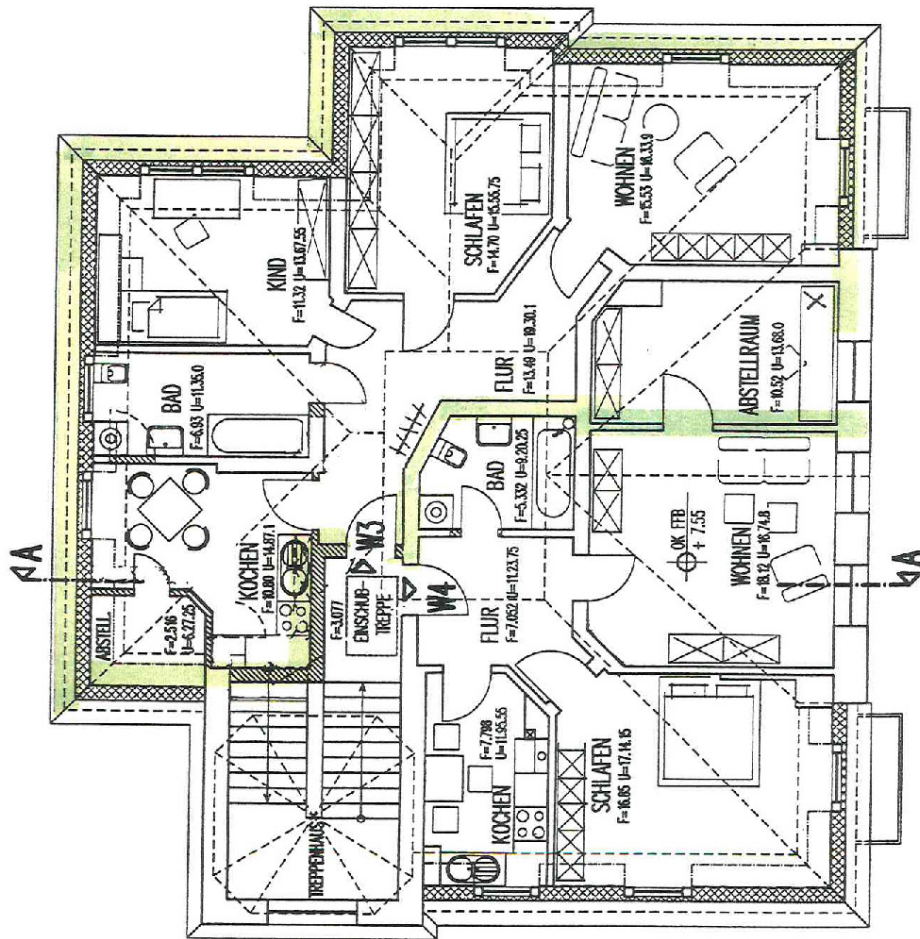 SCHLAFEN
F=14.70 U=15.55.75
WOHNEN
F=15.53 U=16.33.9
KIND
F=11.32 U=13.67.55
BAD
F=6.93 U=11.35.0
FLUR
F=13.49 U=19.30.1
ABSTELLRAUM
F=10.52 U=13.68.0
A
KOCHEN
F=10.80 U=14.87.1
ABSTELL.
F=2.516
U=6.27.25
W3
F=3.077
EINSCHUB-
TREPPE
W4
BAD
F=5.332 U=9.20.25
FLUR
F=7.052 U=11.23.75
OK FFB
+ 7.55
WOHNEN
F=18.12 U=16.74.8
A
TREPPENHAUS
F=7.798
U=11.95.55
KOCHEN
SCHLAFEN
F=16.85 U=17.14.15